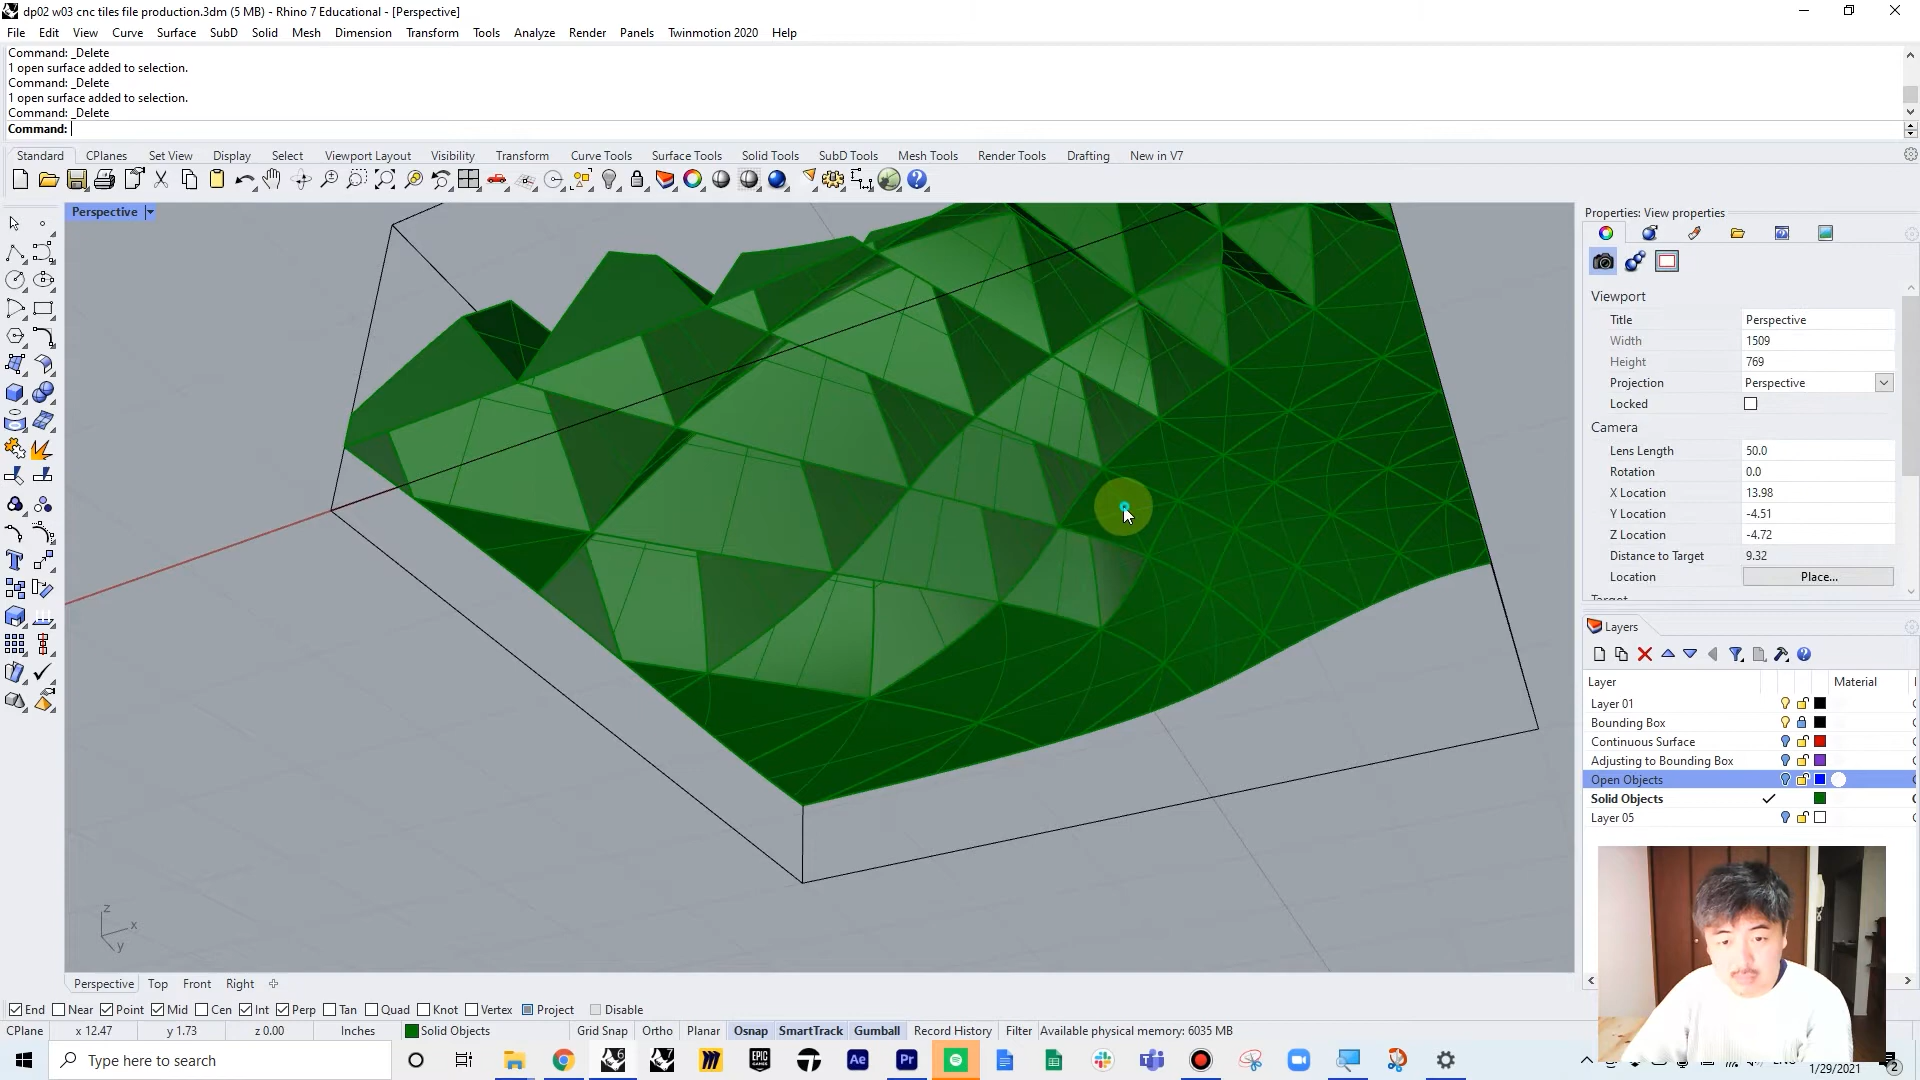 dp02 w03 cnc tiles file production.3dm (5 MB) - Rhino 7 Educational - [Perspective]
File Edit View Curve Surface SubD Solid Mesh Dimension Transform Tools Analyze Render Panels Twinmotion 2020 Help
Command: _Delete
1 open surface added to selection.
Command: _Delete
1 open surface added to selection.
Command: _Delete
Command:
Standard CPlanes Set View Display Select Viewport Layout Visibility Transform Curve Tools Surface Tools Solid Tools SubD Tools Mesh Tools Render Tools Drafting New in V7
Perspective
Properties: View properties
Viewport
Title Perspective
Width 1509
Height 769
Projection Perspective
Locked
Camera
Lens Length 50.0
Rotation 0.0
X Location 13.98
Y Location -4.51
Z Location -4.72
Distance to Target 9.32
Location Place...
Layers
Layer Material
Layer 01
Bounding Box
Continuous Surface
Adjusting to Bounding Box
Open Objects
Solid Objects
Layer 05
z
x
y
Perspective Top Front Right
End Near Point Mid Cen Int Perp Tan Quad Knot Vertex Project Disable
CPlane x 12.47 y 1.73 z 0.00 Inches Solid Objects Grid Snap Ortho Planar Osnap SmartTrack Gumball Record History Filter Available physical memory: 6035 MB
Type here to search
1/29/2021
2